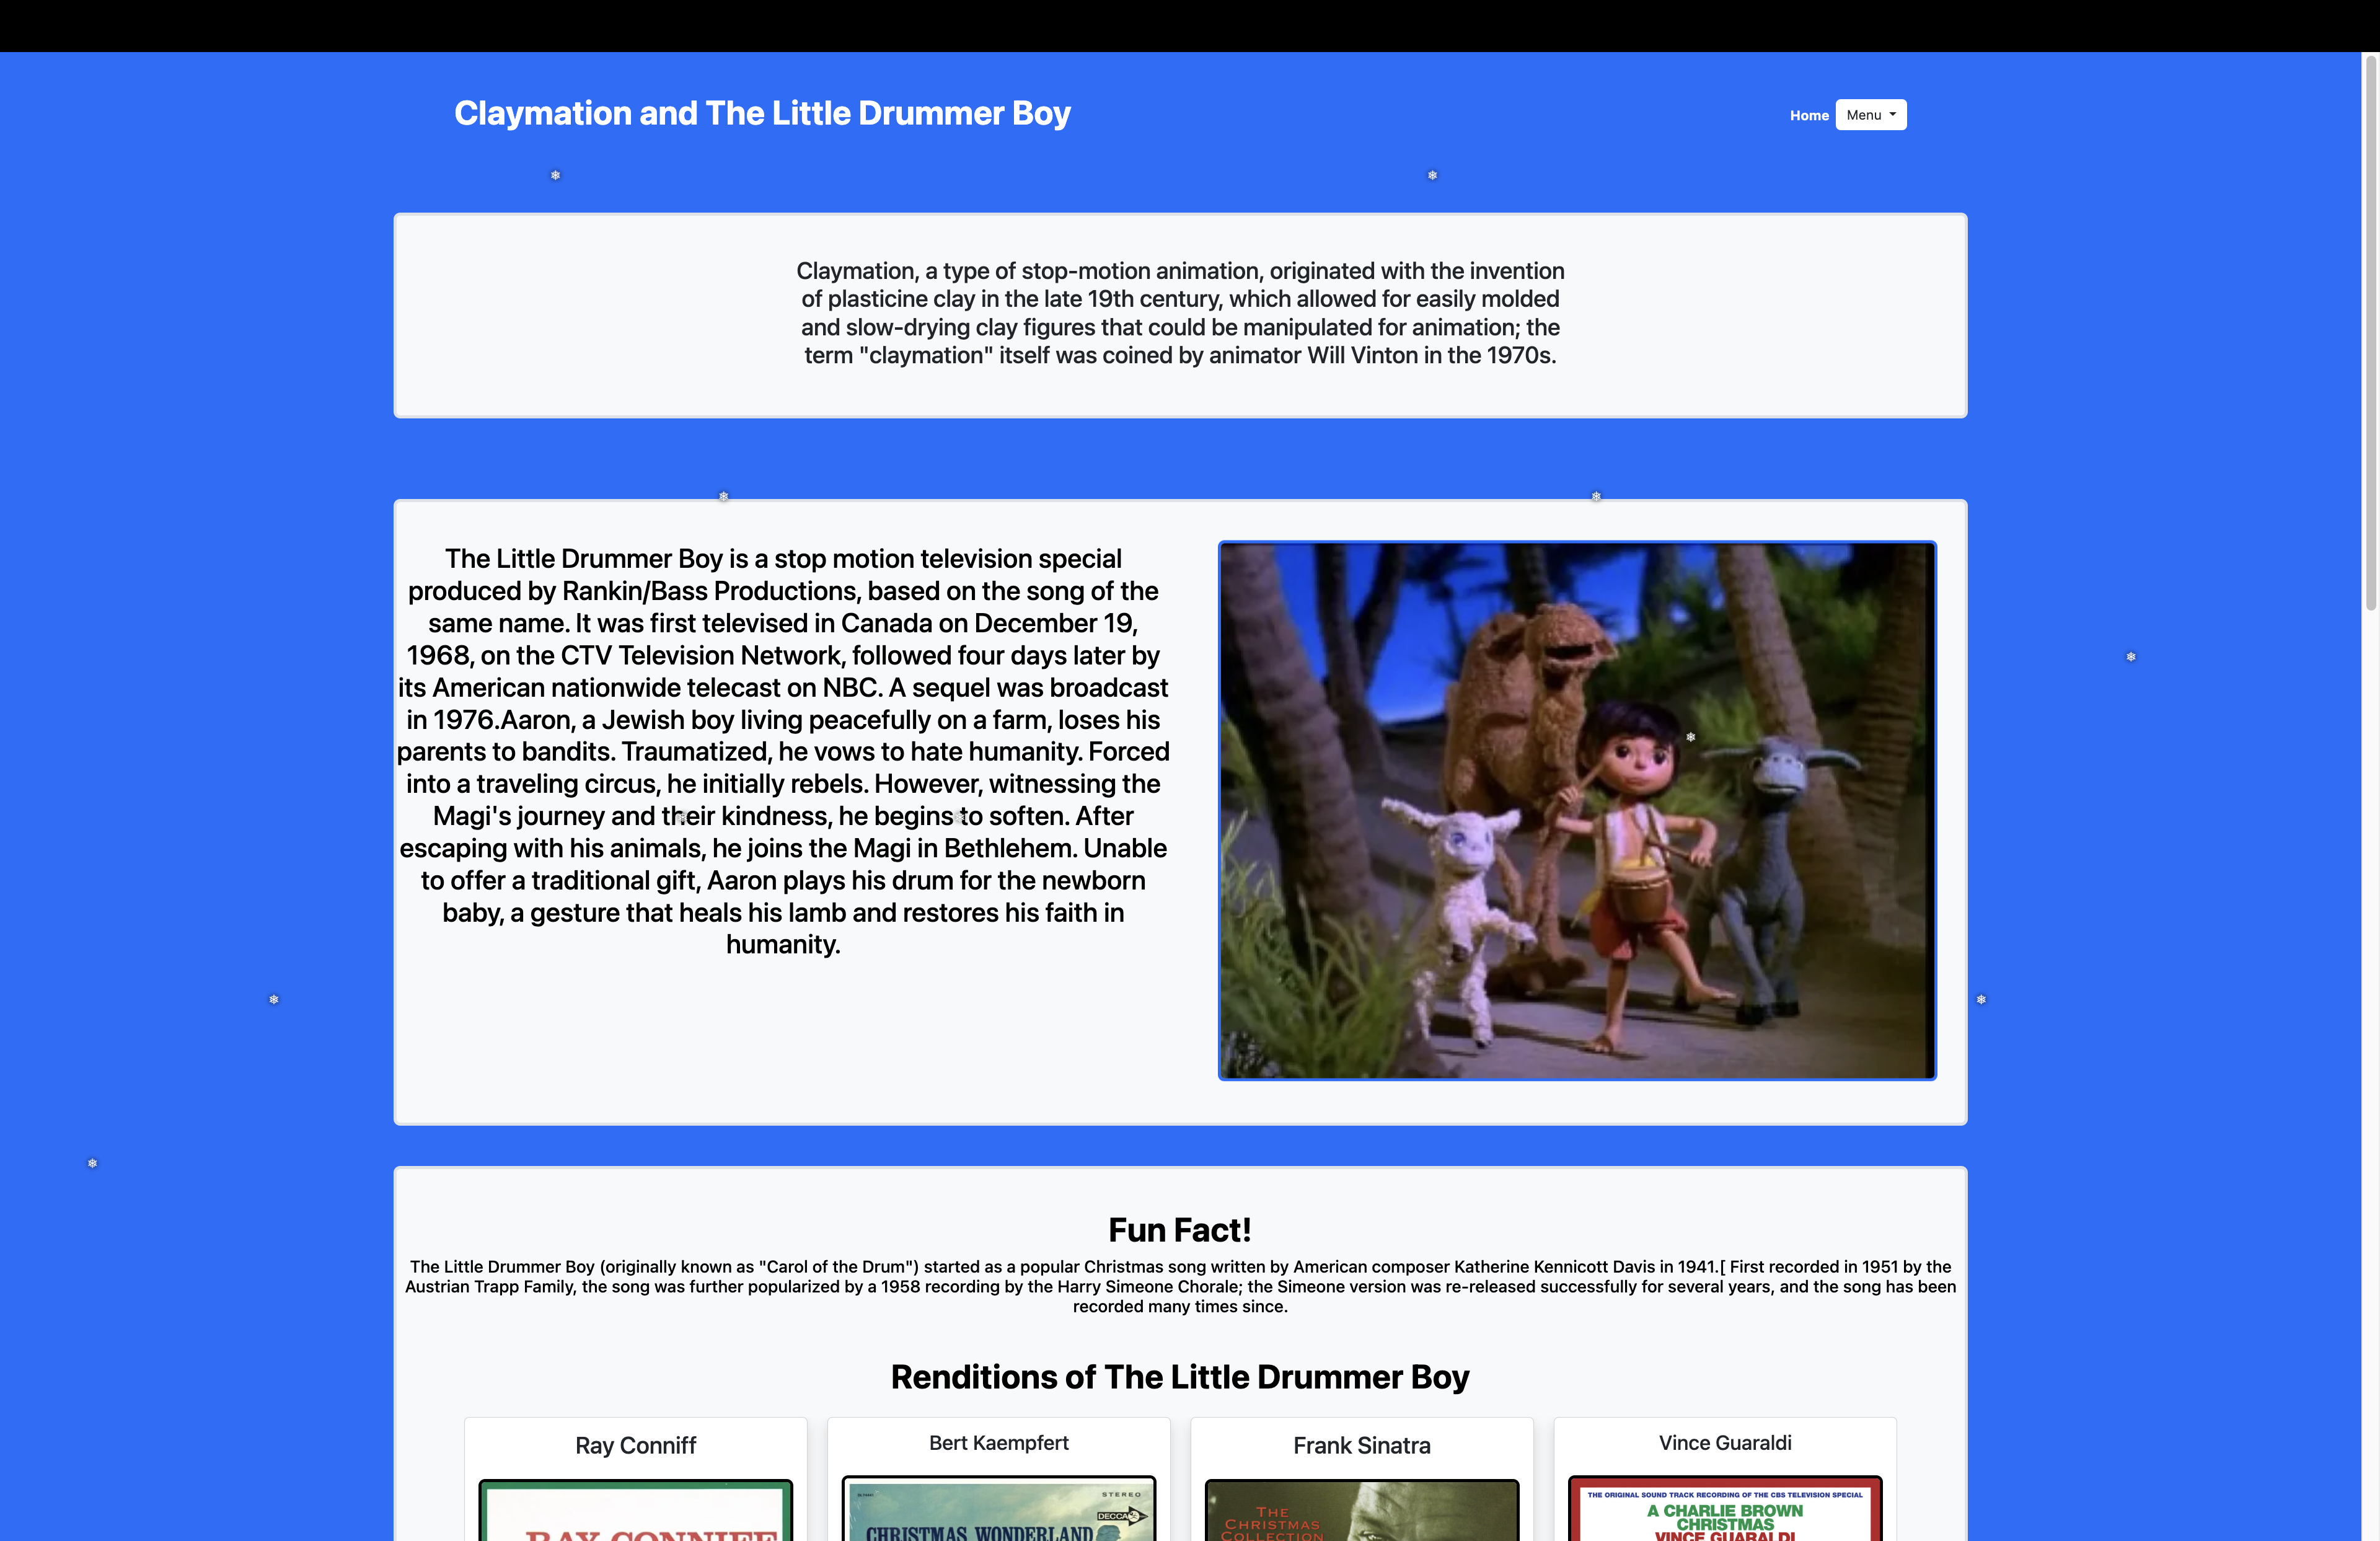 Claymation and The Little Drummer Boy
Home
Menu
Claymation, a type of stop-motion animation, originated with the invention
of plasticine clay in the late 19th century, which allowed for easily molded
and slow-drying clay figures that could be manipulated for animation; the
term "claymation" itself was coined by animator Will Vinton in the 1970s.
The Little Drummer Boy is a stop motion television special
produced by Rankin/Bass Productions, based on the song of the
same name. It was first televised in Canada on December 19,
1968, on the CTV Television Network, followed four days later by
its American nationwide telecast on NBC. A sequel was broadcast
in 1976.Aaron, a Jewish boy living peacefully on a farm, loses his
parents to bandits. Traumatized, he vows to hate humanity. Forced
into a traveling circus, he initially rebels. However, witnessing the
Magi's journey and their kindness, he begins to soften. After
escaping with his animals, he joins the Magi in Bethlehem. Unable
to offer a traditional gift, Aaron plays his drum for the newborn
baby, a gesture that heals his lamb and restores his faith in
humanity.
Fun Fact!
The Little Drummer Boy (originally known as "Carol of the Drum") started as a popular Christmas song written by American composer Katherine Kennicott Davis in 1941.[ First recorded in 1951 by the
Austrian Trapp Family, the song was further popularized by a 1958 recording by the Harry Simeone Chorale; the Simeone version was re-released successfully for several years, and the song has been
recorded many times since.
Renditions of The Little Drummer Boy
Ray Conniff
RAY CONNIFF
Bert Kaempfert
STEREO
DECCA
CHRISTMAS WONDERLAND
Frank Sinatra
THE
CHRISTMAS
COLLECTION
Vince Guaraldi
THE ORIGINAL SOUND TRACK RECORDING OF THE CBS TELEVISION SPECIAL
A CHARLIE BROWN
CHRISTMAS
VINCE GUARALDI